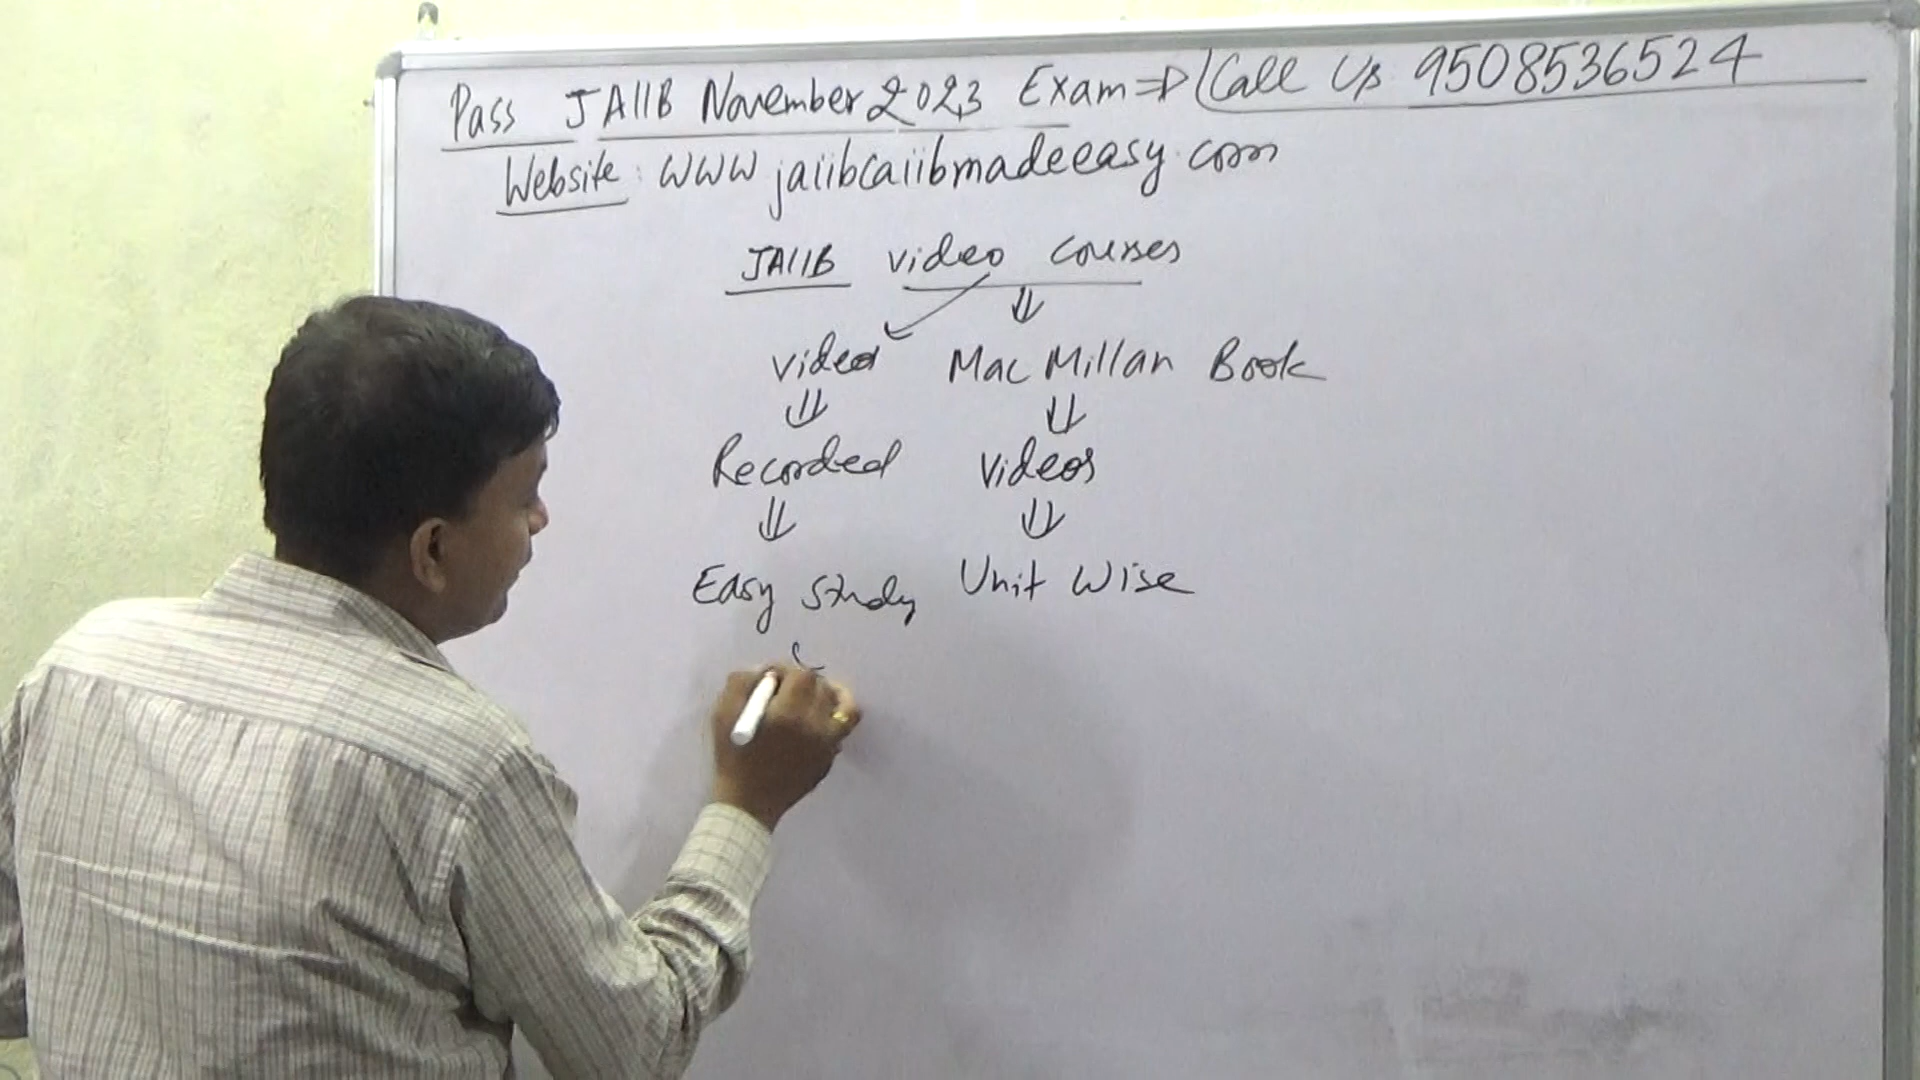 Pass JAIIB November 2023 Exam ⇒ Call Us 9508536524
Website: www.jaiibcaiibmadeeasy.com
JAIIB video courses
video MacMillan Book
Recorded Videos
Easy Study Unit Wise